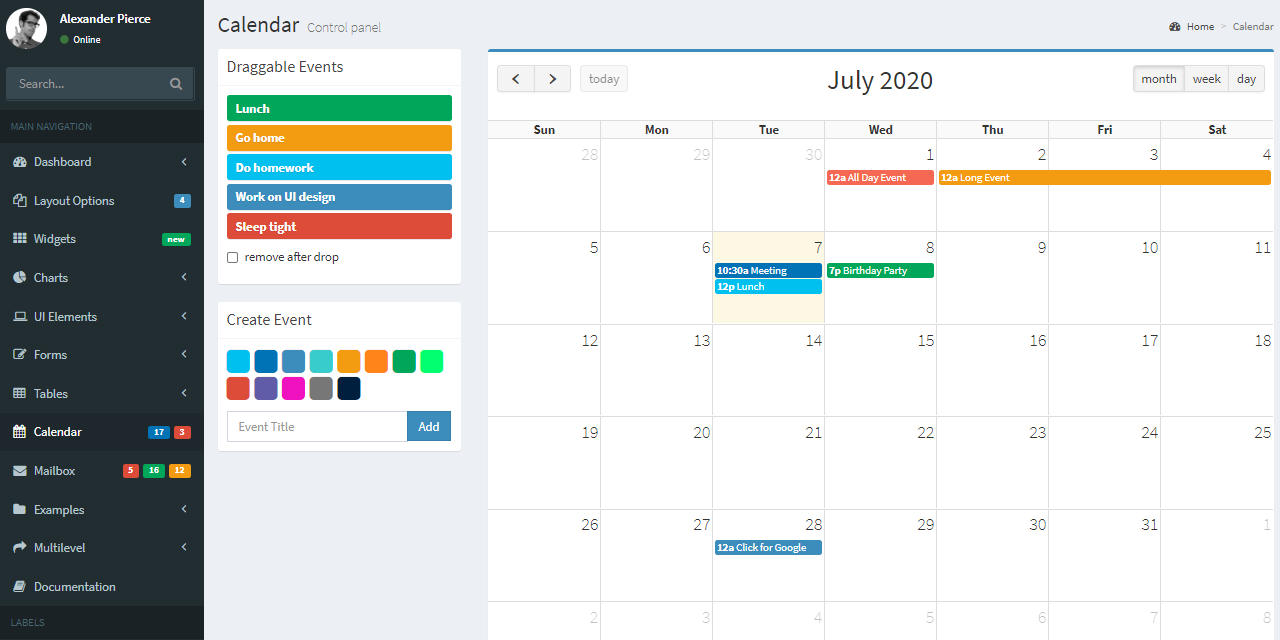 Alexander Pierce
Online
Search...
MAIN NAVIGATION
Dashboard
Layout Options 4
Widgets new
Charts
UI Elements
Forms
Tables
Calendar 17 3
Mailbox 5 16 12
Examples
Multilevel
Documentation
LABELS
Calendar Control panel
Home > Calendar
Draggable Events
Lunch
Go home
Do homework
Work on UI design
Sleep tight
remove after drop
Create Event
Event Title Add
today
July 2020
month week day
Sun Mon Tue Wed Thu Fri Sat
28 29 30 1 2 3 4
12a All Day Event 12a Long Event
5 6 7 8 9 10 11
10:30a Meeting 7p Birthday Party
12p Lunch
12 13 14 15 16 17 18
19 20 21 22 23 24 25
26 27 28 29 30 31 1
12a Click for Google
2 3 4 5 6 7 8